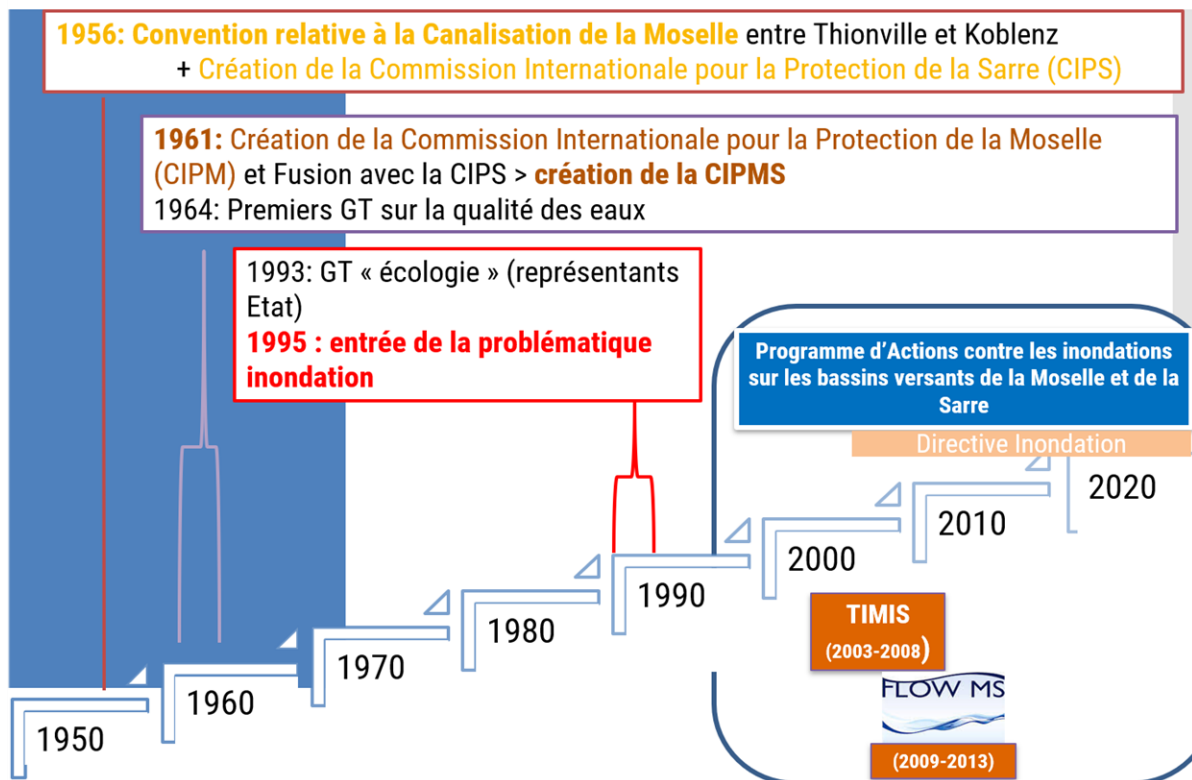 1956: Convention relative à la Canalisation de la Moselle entre Thionville et Koblenz
+ Création de la Commission Internationale pour la Protection de la Sarre (CIPS)
1961: Création de la Commission Internationale pour la Protection de la Moselle
(CIPM) et Fusion avec la CIPS > création de la CIPMS
1964: Premiers GT sur la qualité des eaux
1993: GT « écologie » (représentants
Etat)
1995 : entrée de la problématique
inondation
Programme d’Actions contre les inondations
sur les bassins versants de la Moselle et de la
Sarre
Directive Inondation
2020
2010
2000
1990
1980
1970
1960
1950
TIMIS
(2003-2008)
FLOW MS
(2009-2013)